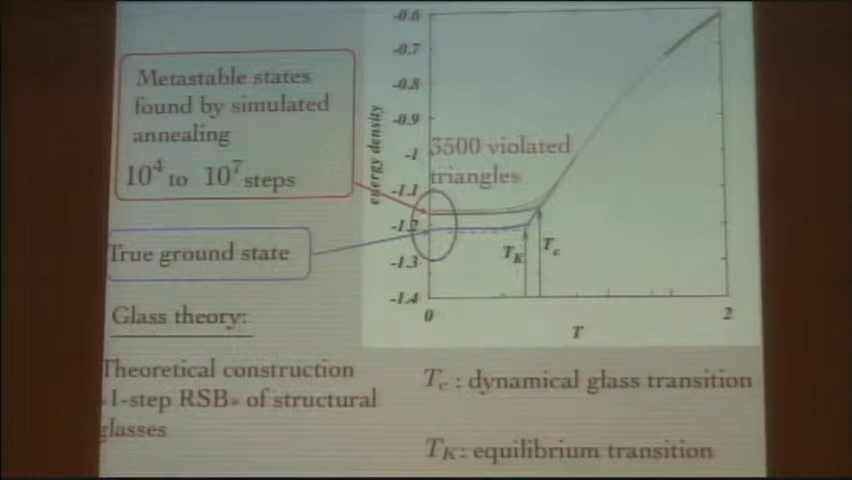 Metastable states
found by simulated
annealing
10⁴ to 10⁷ steps
True ground state
Glass theory:
Theoretical construction
«1-step RSB» of structural
glasses
-0.6
-0.7
-0.8
-0.9
-1
-1.1
-1.2
-1.3
-1.4
energy density
3500 violated
triangles
T_K
T_c
0
2
T
T_c : dynamical glass transition
T_K: equilibrium transition